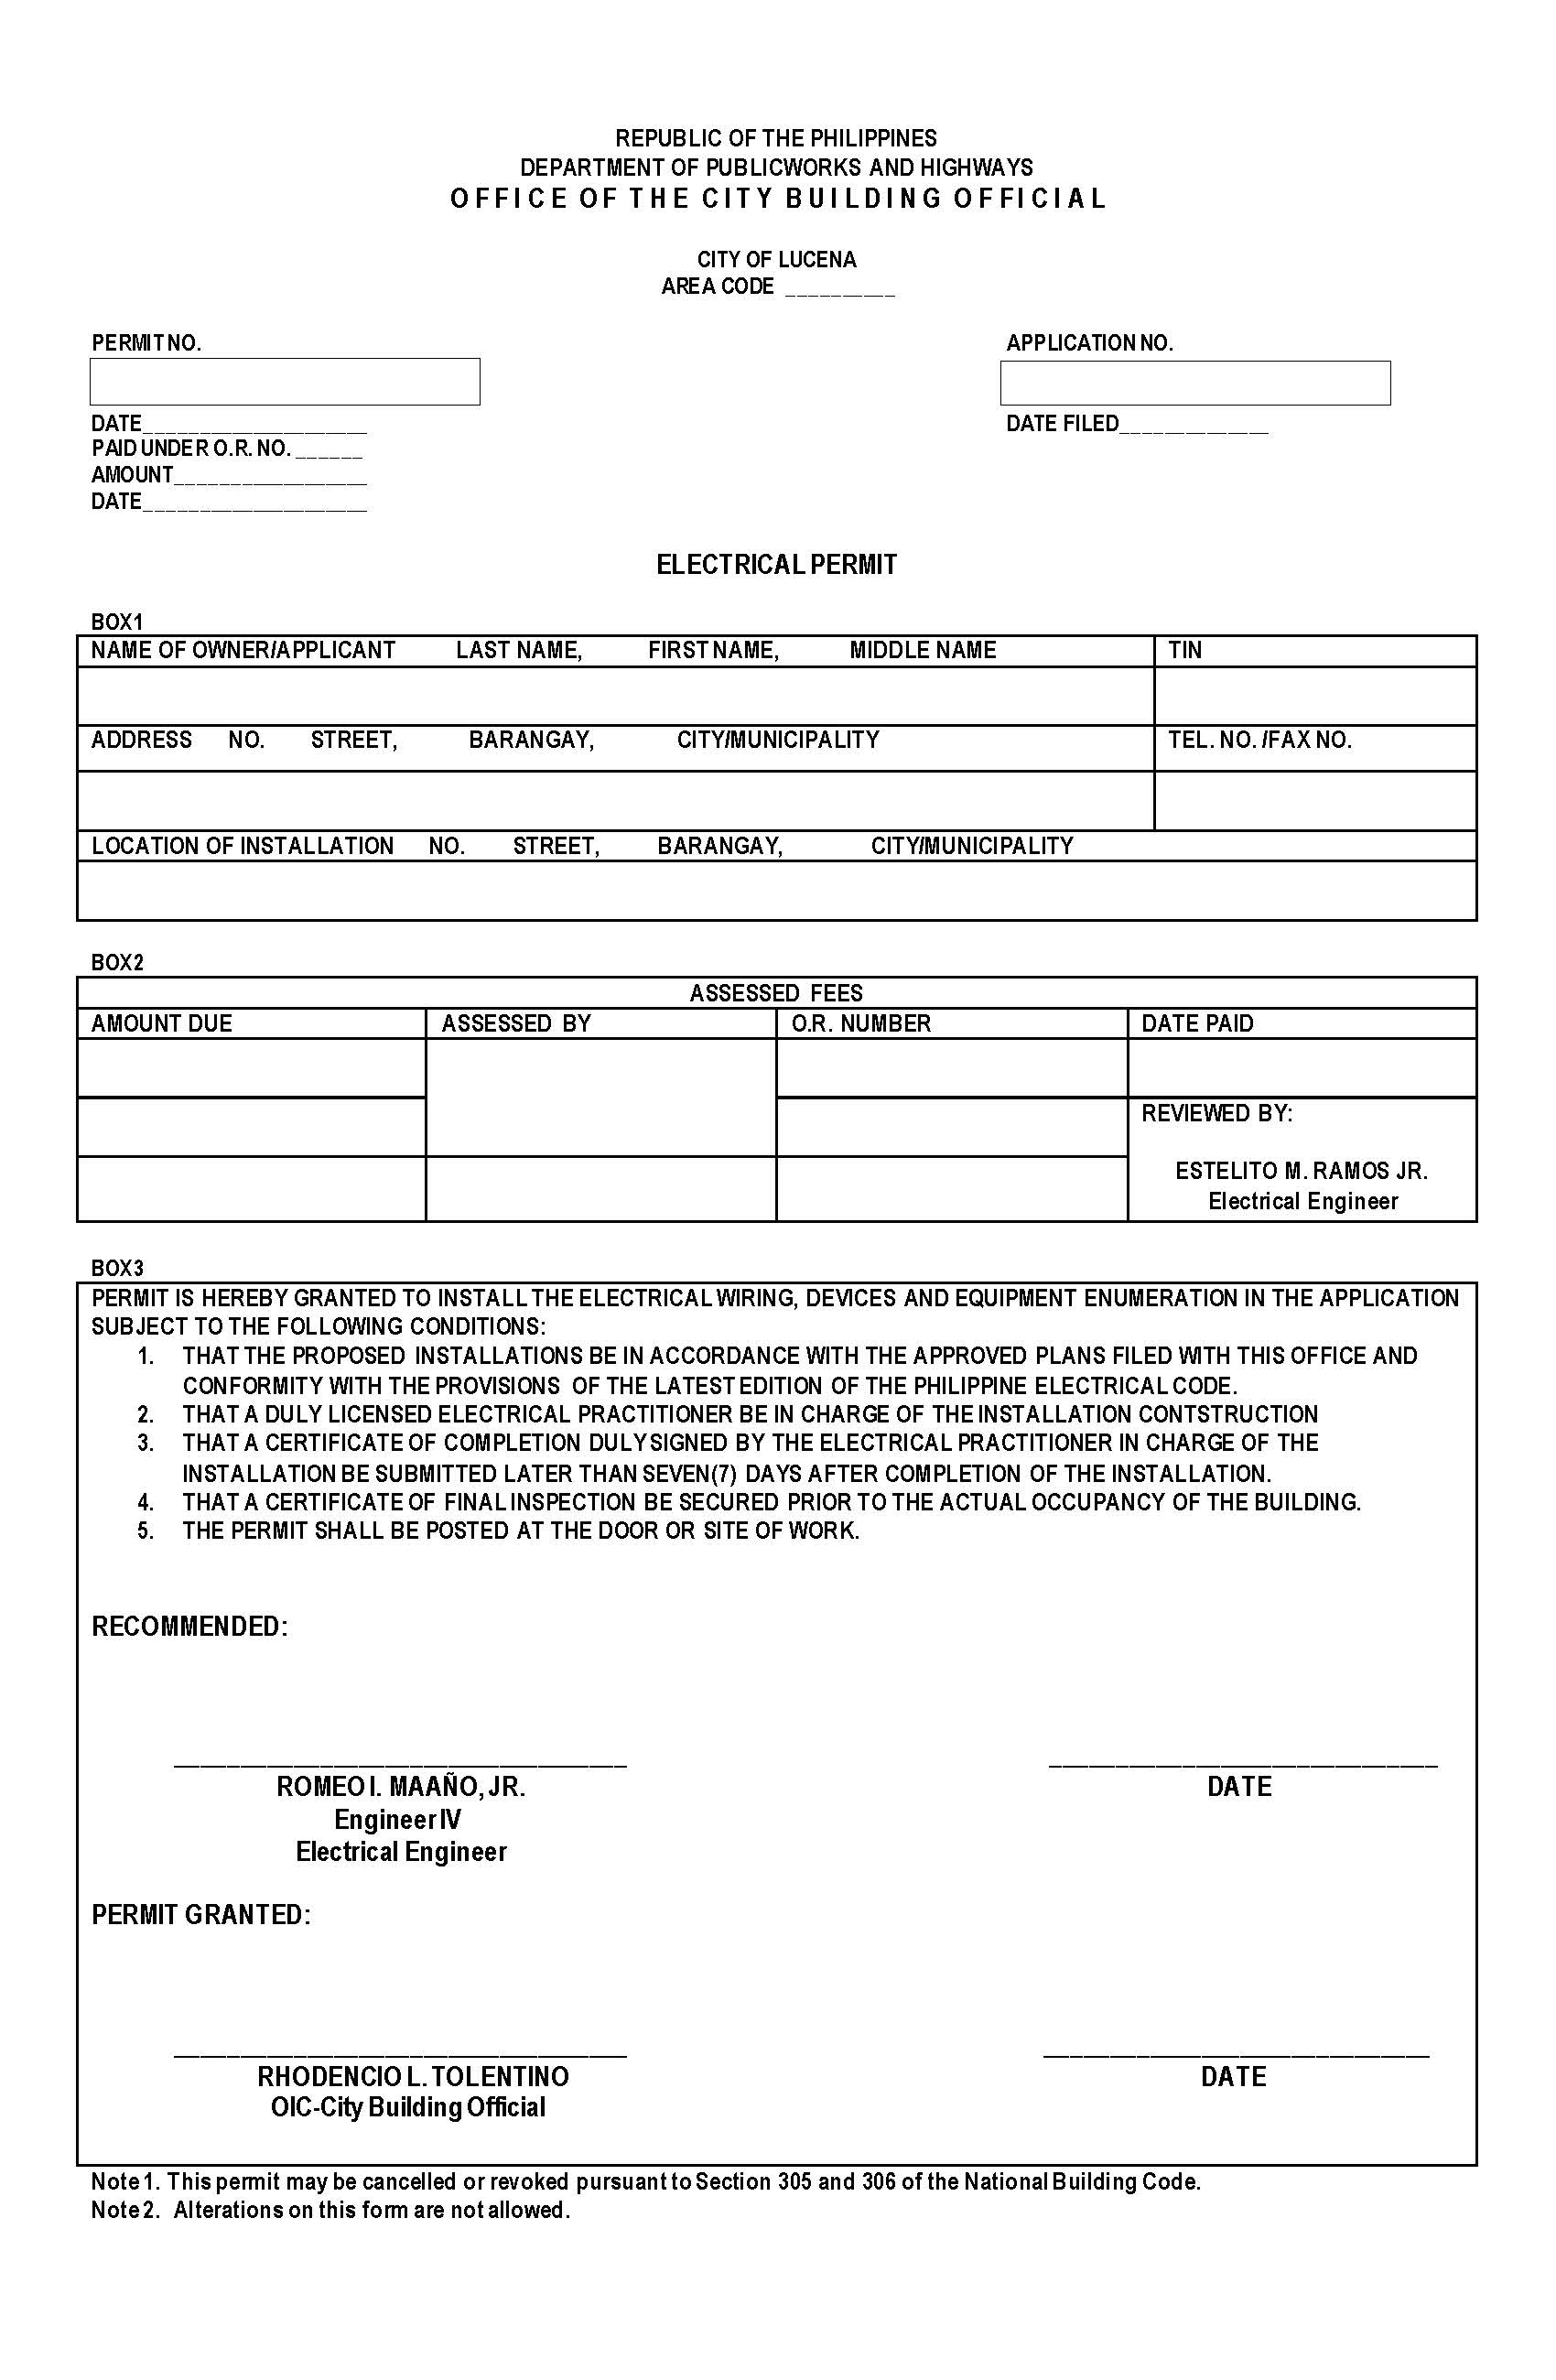 REPUBLIC OF THE PHILIPPINES
DEPARTMENT OF PUBLICWORKS AND HIGHWAYS
OFFICE OF THE CITY BUILDING OFFICIAL
CITY OF LUCENA
AREA CODE __________
PERMIT NO.
APPLICATION NO.
DATE____________________
DATE FILED______________
PAID UNDER O.R. NO. ______
AMOUNT__________________
DATE____________________
ELECTRICAL PERMIT
BOX1
NAME OF OWNER/APPLICANT LAST NAME, FIRST NAME, MIDDLE NAME TIN
ADDRESS NO. STREET, BARANGAY, CITY/MUNICIPALITY TEL. NO. /FAX NO.
LOCATION OF INSTALLATION NO. STREET, BARANGAY, CITY/MUNICIPALITY
BOX2
ASSESSED FEES
AMOUNT DUE ASSESSED BY O.R. NUMBER DATE PAID
REVIEWED BY:
ESTELITO M. RAMOS JR.
Electrical Engineer
BOX3
PERMIT IS HEREBY GRANTED TO INSTALL THE ELECTRICAL WIRING, DEVICES AND EQUIPMENT ENUMERATION IN THE APPLICATION
SUBJECT TO THE FOLLOWING CONDITIONS:
1. THAT THE PROPOSED INSTALLATIONS BE IN ACCORDANCE WITH THE APPROVED PLANS FILED WITH THIS OFFICE AND
CONFORMITY WITH THE PROVISIONS OF THE LATEST EDITION OF THE PHILIPPINE ELECTRICAL CODE.
2. THAT A DULY LICENSED ELECTRICAL PRACTITIONER BE IN CHARGE OF THE INSTALLATION CONTSTRUCTION
3. THAT A CERTIFICATE OF COMPLETION DULY SIGNED BY THE ELECTRICAL PRACTITIONER IN CHARGE OF THE
INSTALLATION BE SUBMITTED LATER THAN SEVEN(7) DAYS AFTER COMPLETION OF THE INSTALLATION.
4. THAT A CERTIFICATE OF FINAL INSPECTION BE SECURED PRIOR TO THE ACTUAL OCCUPANCY OF THE BUILDING.
5. THE PERMIT SHALL BE POSTED AT THE DOOR OR SITE OF WORK.
RECOMMENDED:
ROMEO I. MAAÑO, JR. DATE
Engineer IV
Electrical Engineer
PERMIT GRANTED:
RHODENCIO L. TOLENTINO DATE
OIC-City Building Official
Note 1. This permit may be cancelled or revoked pursuant to Section 305 and 306 of the National Building Code.
Note 2. Alterations on this form are not allowed.